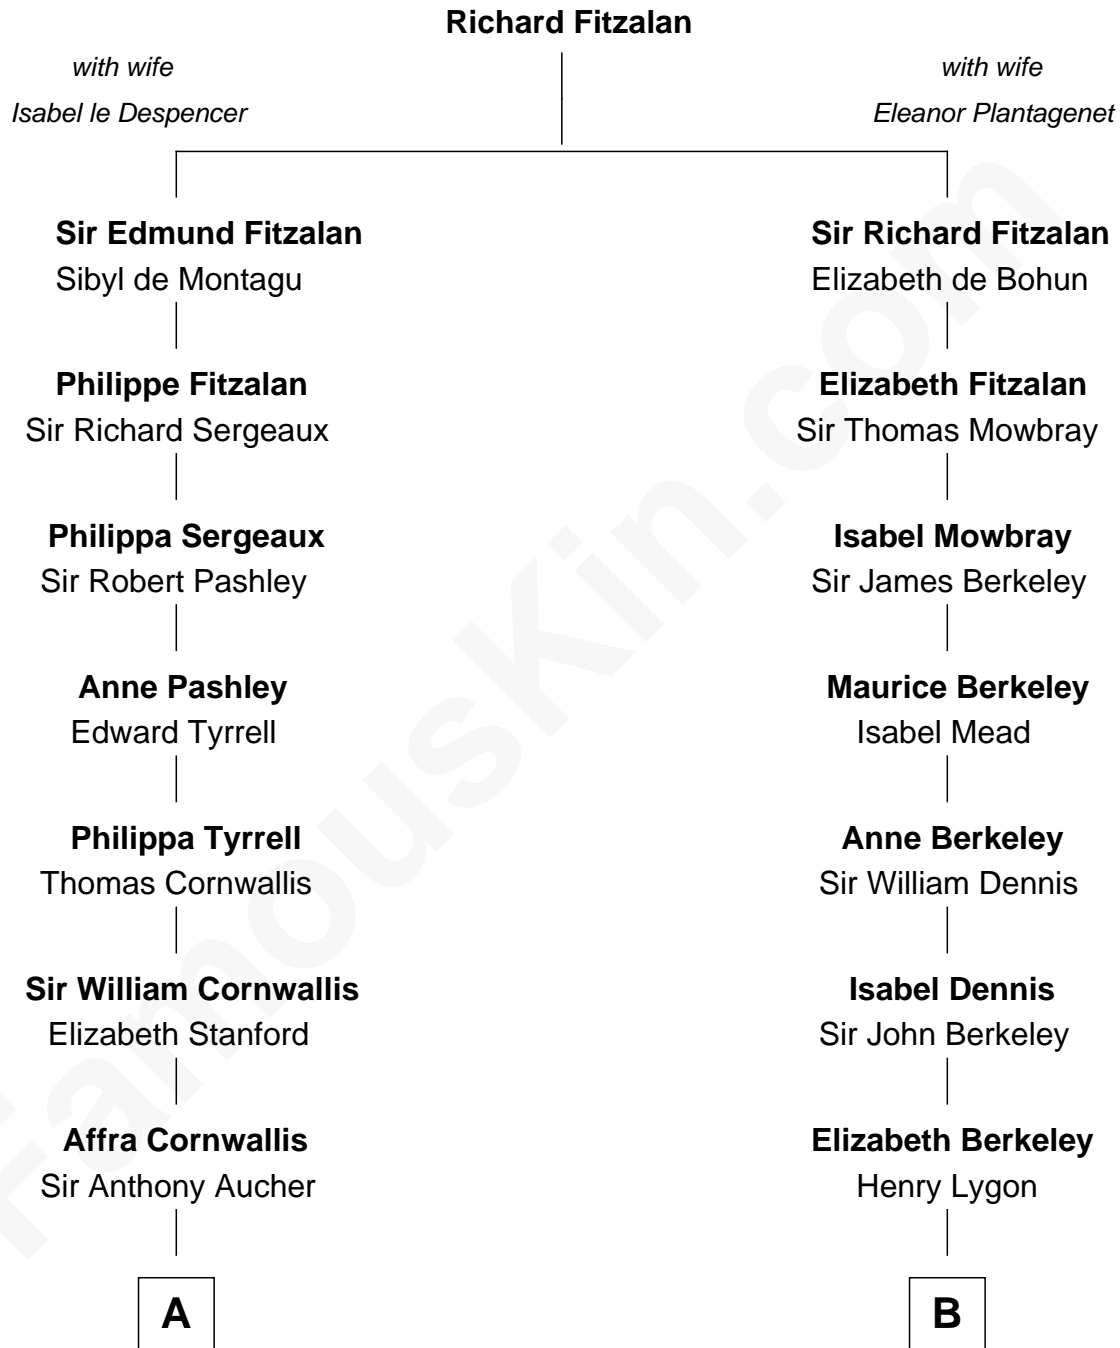 Richard Fitzalan
with wife
Isabel le Despencer
with wife
Eleanor Plantagenet
Sir Edmund Fitzalan
Sibyl de Montagu
Sir Richard Fitzalan
Elizabeth de Bohun
Philippe Fitzalan
Sir Richard Sergeaux
Elizabeth Fitzalan
Sir Thomas Mowbray
Philippa Sergeaux
Sir Robert Pashley
Isabel Mowbray
Sir James Berkeley
Anne Pashley
Edward Tyrrell
Maurice Berkeley
Isabel Mead
Philippa Tyrrell
Thomas Cornwallis
Anne Berkeley
Sir William Dennis
Sir William Cornwallis
Elizabeth Stanford
Isabel Dennis
Sir John Berkeley
Affra Cornwallis
Sir Anthony Aucher
Elizabeth Berkeley
Henry Lygon
A
B
FamousKin.com